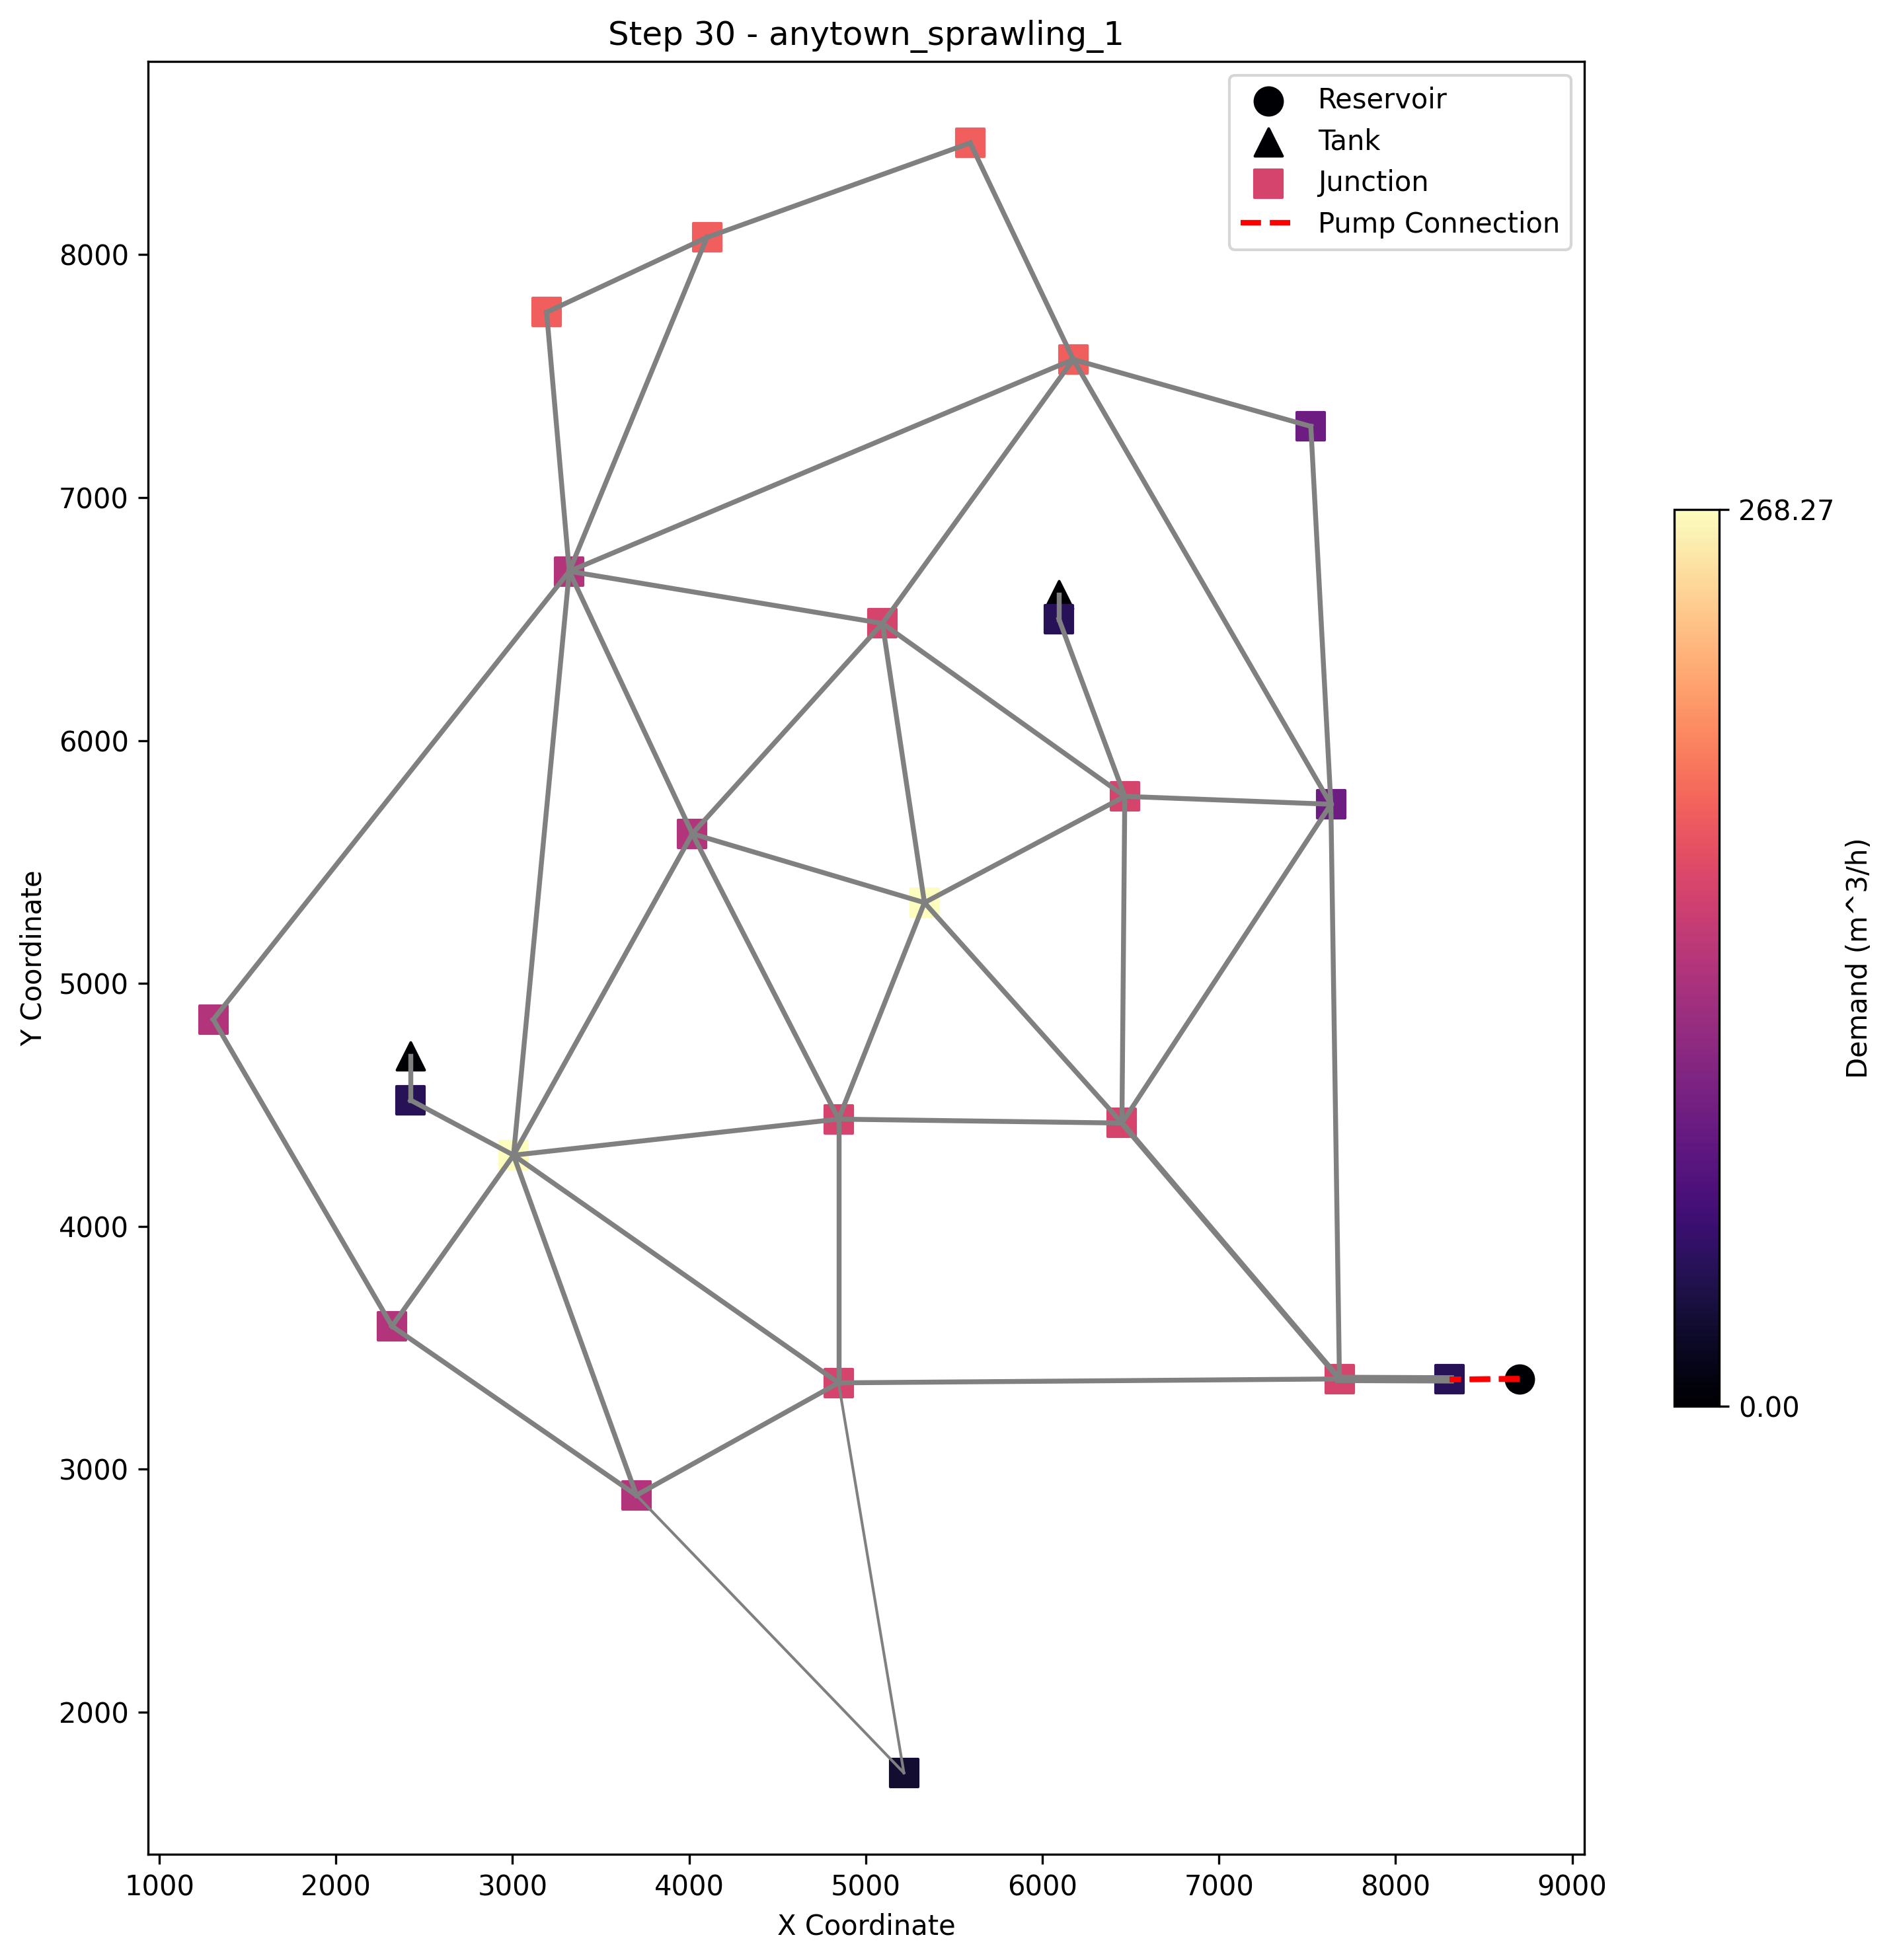 Step 30 - anytown_sprawling_1
Reservoir
Tank
Junction
Pump Connection
8000
7000
6000
5000
4000
3000
2000
Y Coordinate
1000 2000 3000 4000 5000 6000 7000 8000 9000
X Coordinate
268.27
0.00
Demand (m^3/h)